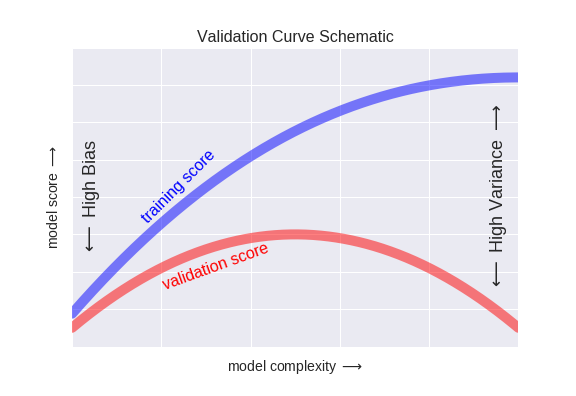 Validation Curve Schematic
model score ⟶
⟵ High Bias
training score
validation score
⟵ High Variance ⟶
model complexity ⟶